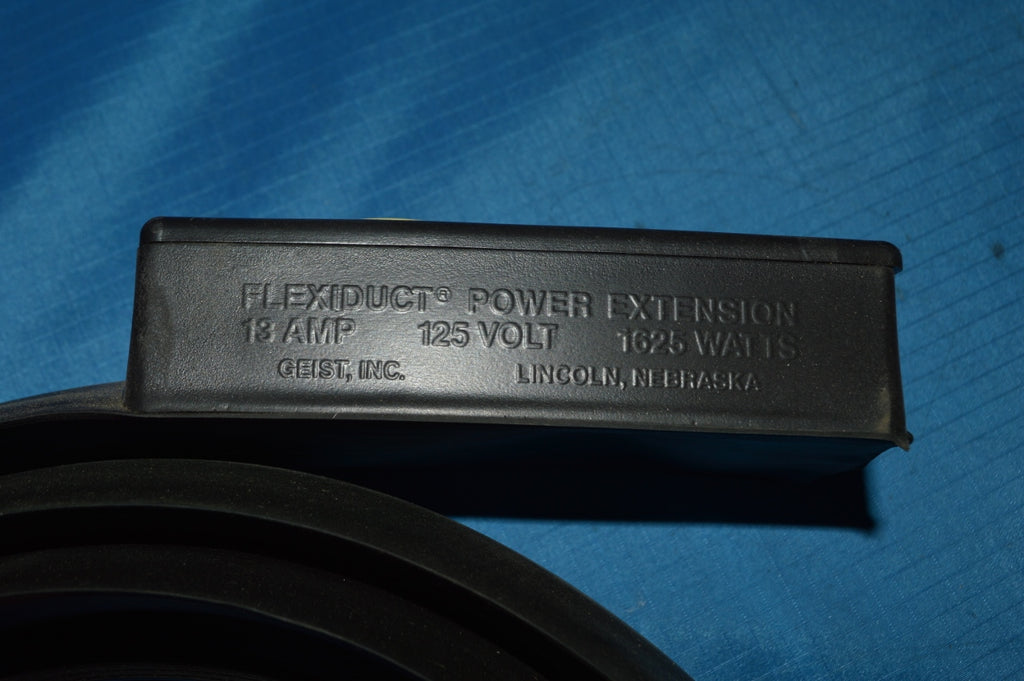 FLEXIDUCT® POWER EXTENSION
13 AMP 125 VOLT 1625 WATTS
GEIST, INC. LINCOLN, NEBRASKA